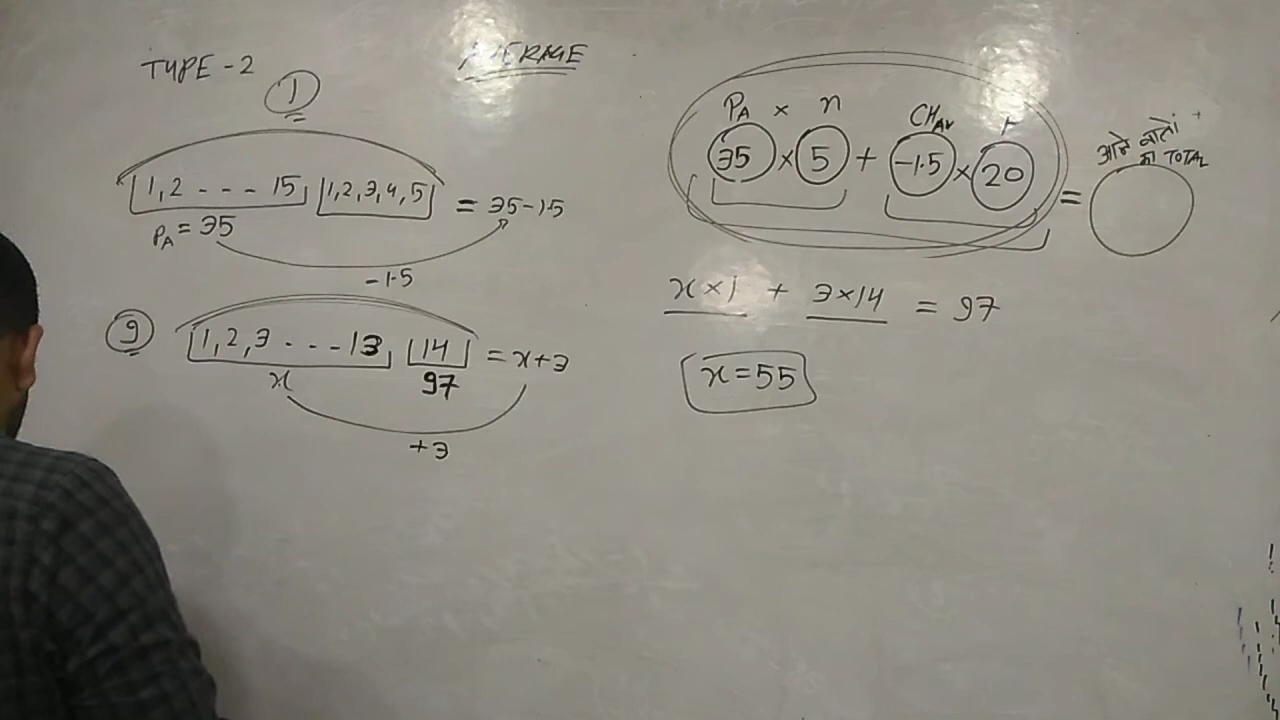 TYPE-2
AVERAGE
①
1,2 - - - 15 1,2,3,4,5 = 35-1.5
PA = 35
-1.5
⑨
1,2,3 - - - 13, 14 = x+3
x 97
+3
PA × n CHAV
35 × 5 + -1.5 × 20 =
आने वालों
का TOTAL
x×1 + 3×14 = 97
x=55